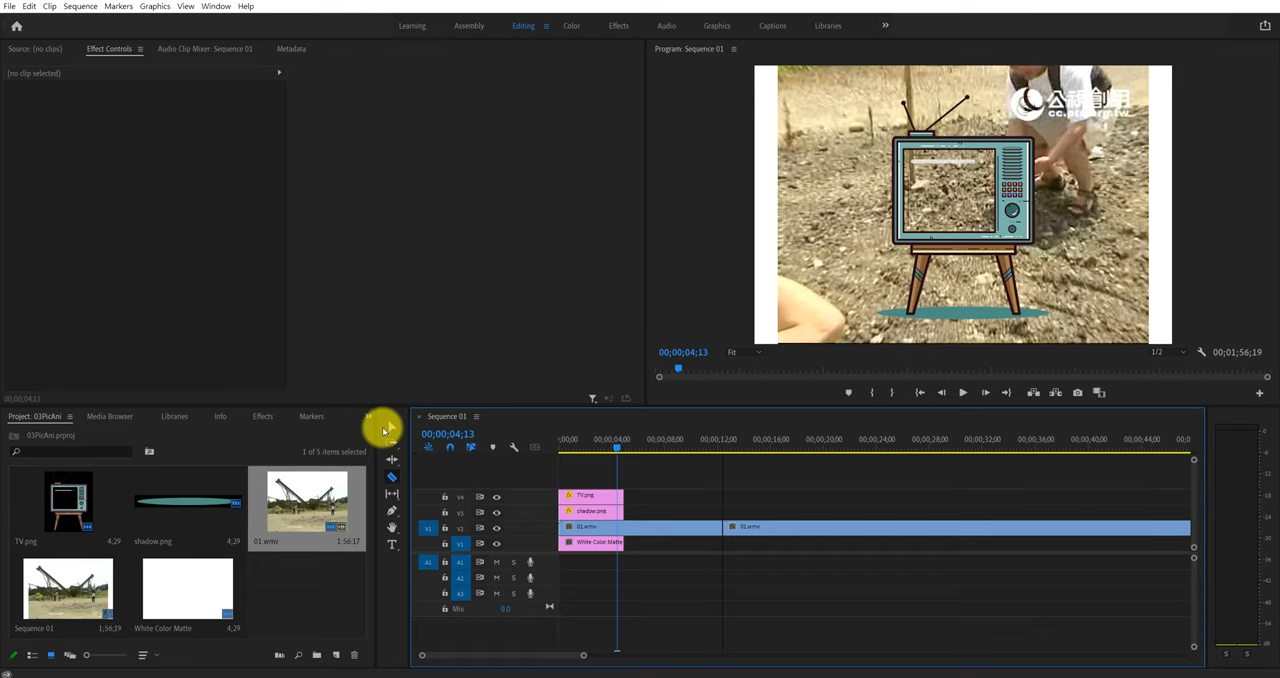 File Edit Clip Sequence Markers Graphics View Window Help
Learning Assembly Editing Color Effects Audio Graphics Captions Libraries
Source: (no clips) Effect Controls Audio Clip Mixer: Sequence 01 Metadata
Program: Sequence 01
(no clip selected)
公視創用
cc.pts.org.tw
00;00;04;13 Fit 1/2 00;01;56;19
00;00;04;13
Project: 03PicAni Media Browser Libraries Info Effects Markers
03PicAni.prproj
1 of 5 items selected
TV.png 4;29
shadow.png 4;29
01.wmv 1:56:17
Sequence 01 1;56;19
White Color Matte 4;29
Sequence 01
00;00;04;13
;00;00 00;00;04;00 00;00;08;00 00;00;12;00 00;00;16;00 00;00;20;00 00;00;24;00 00;00;28;00 00;00;32;00 00;00;36;00 00;00;40;00 00;00;44;00 00;0
V4 TV.png
V3 shadow.png
V1 V2 01.wmv 01.wmv
V1 White Color Matte
A1 A1 M S
A2 M S
A3 M S
Mix 0.0
0
S S